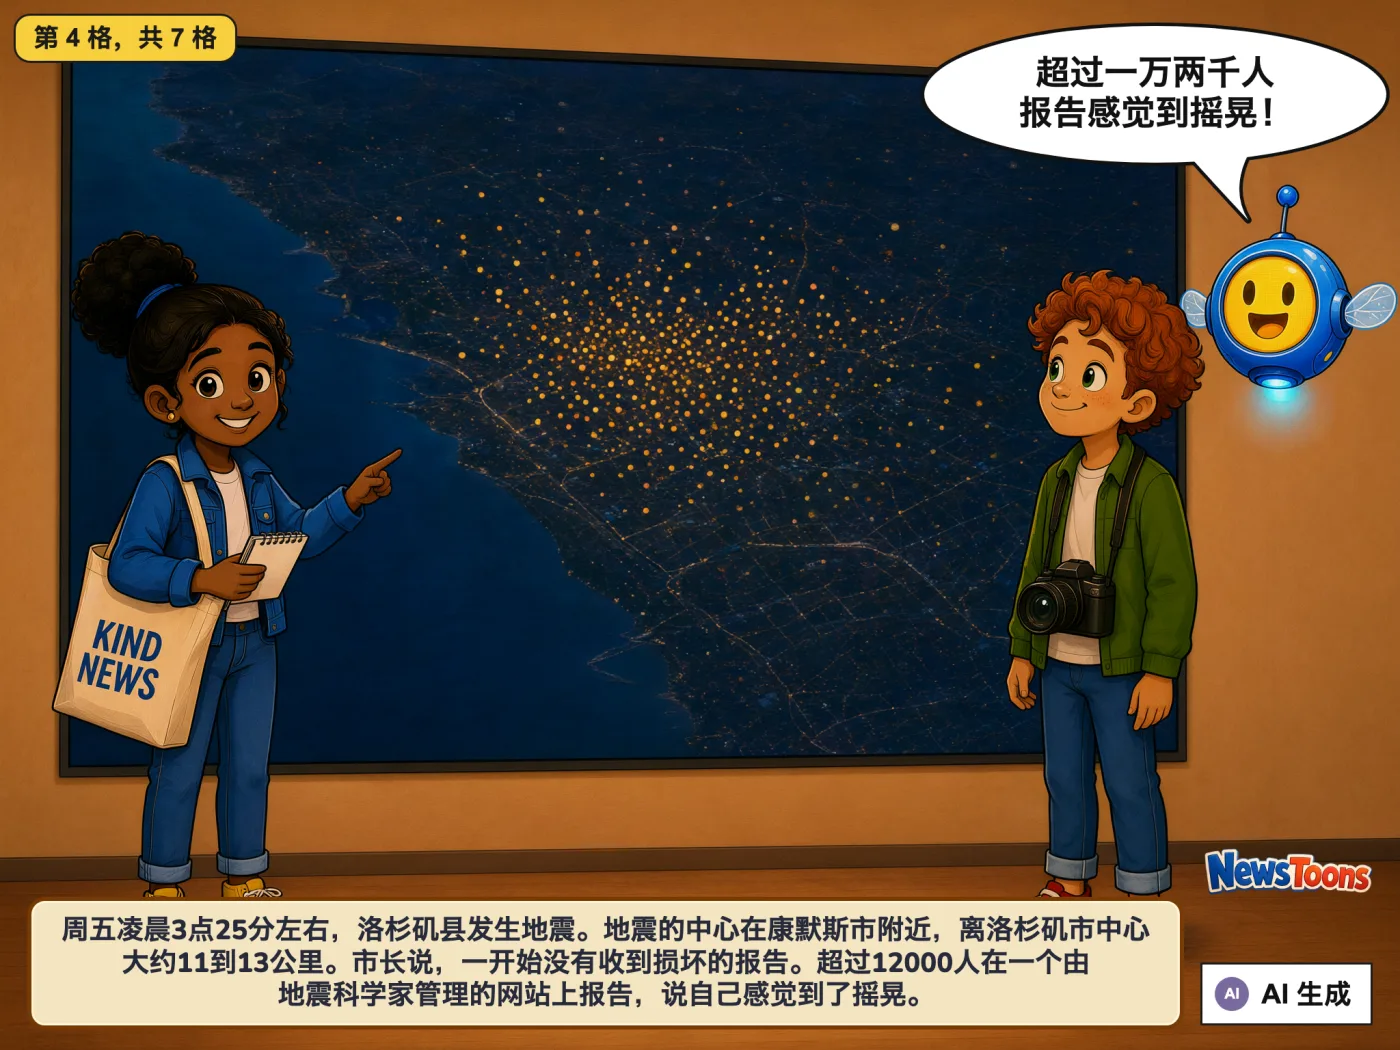 第 4 格，共 7 格
超过一万两千人
报告感觉到摇晃！
KIND
NEWS
NewsToons
周五凌晨3点25分左右，洛杉矶县发生地震。地震的中心在康默斯市附近，离洛杉矶市中心
大约11到13公里。市长说，一开始没有收到损坏的报告。超过12000人在一个由
地震科学家管理的网站上报告，说自己感觉到了摇晃。
AI AI 生成